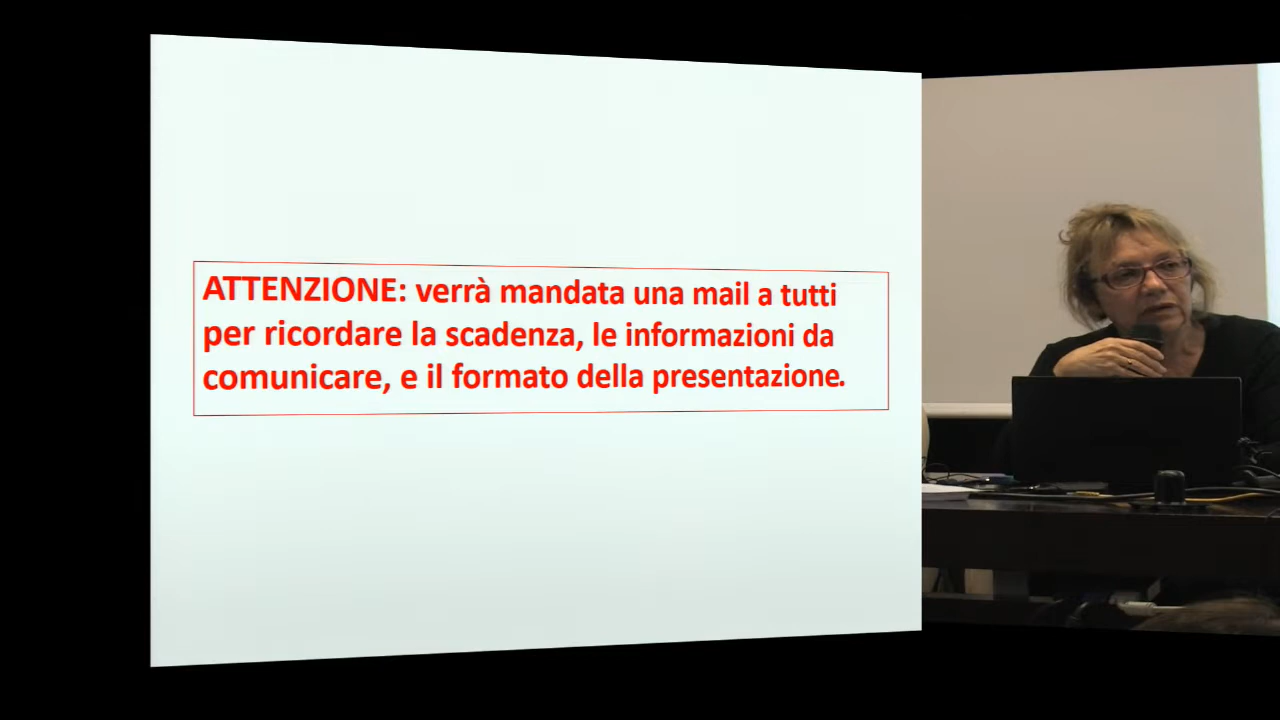 ATTENZIONE: verrà mandata una mail a tutti
per ricordare la scadenza, le informazioni da
comunicare, e il formato della presentazione.